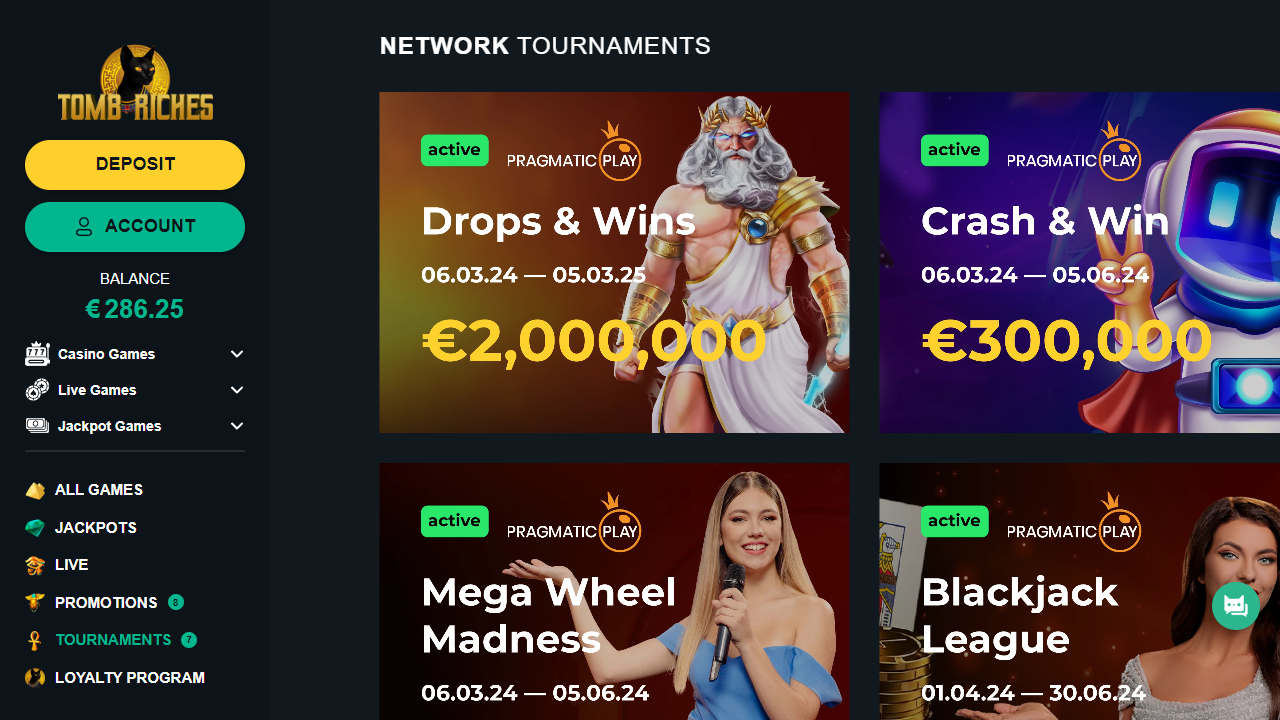 TOMB RICHES
DEPOSIT
ACCOUNT
BALANCE
€ 286.25
Casino Games
Live Games
Jackpot Games
ALL GAMES
JACKPOTS
LIVE
PROMOTIONS 8
TOURNAMENTS 7
LOYALTY PROGRAM
NETWORK TOURNAMENTS
active
PRAGMATIC PLAY
Drops & Wins
06.03.24 — 05.03.25
€2,000,000
active
PRAGMATIC PLAY
Crash & Win
06.03.24 — 05.06.24
€300,000
active
PRAGMATIC PLAY
Mega Wheel
Madness
06.03.24 — 05.06.24
active
PRAGMATIC PLAY
Blackjack
League
01.04.24 — 30.06.24